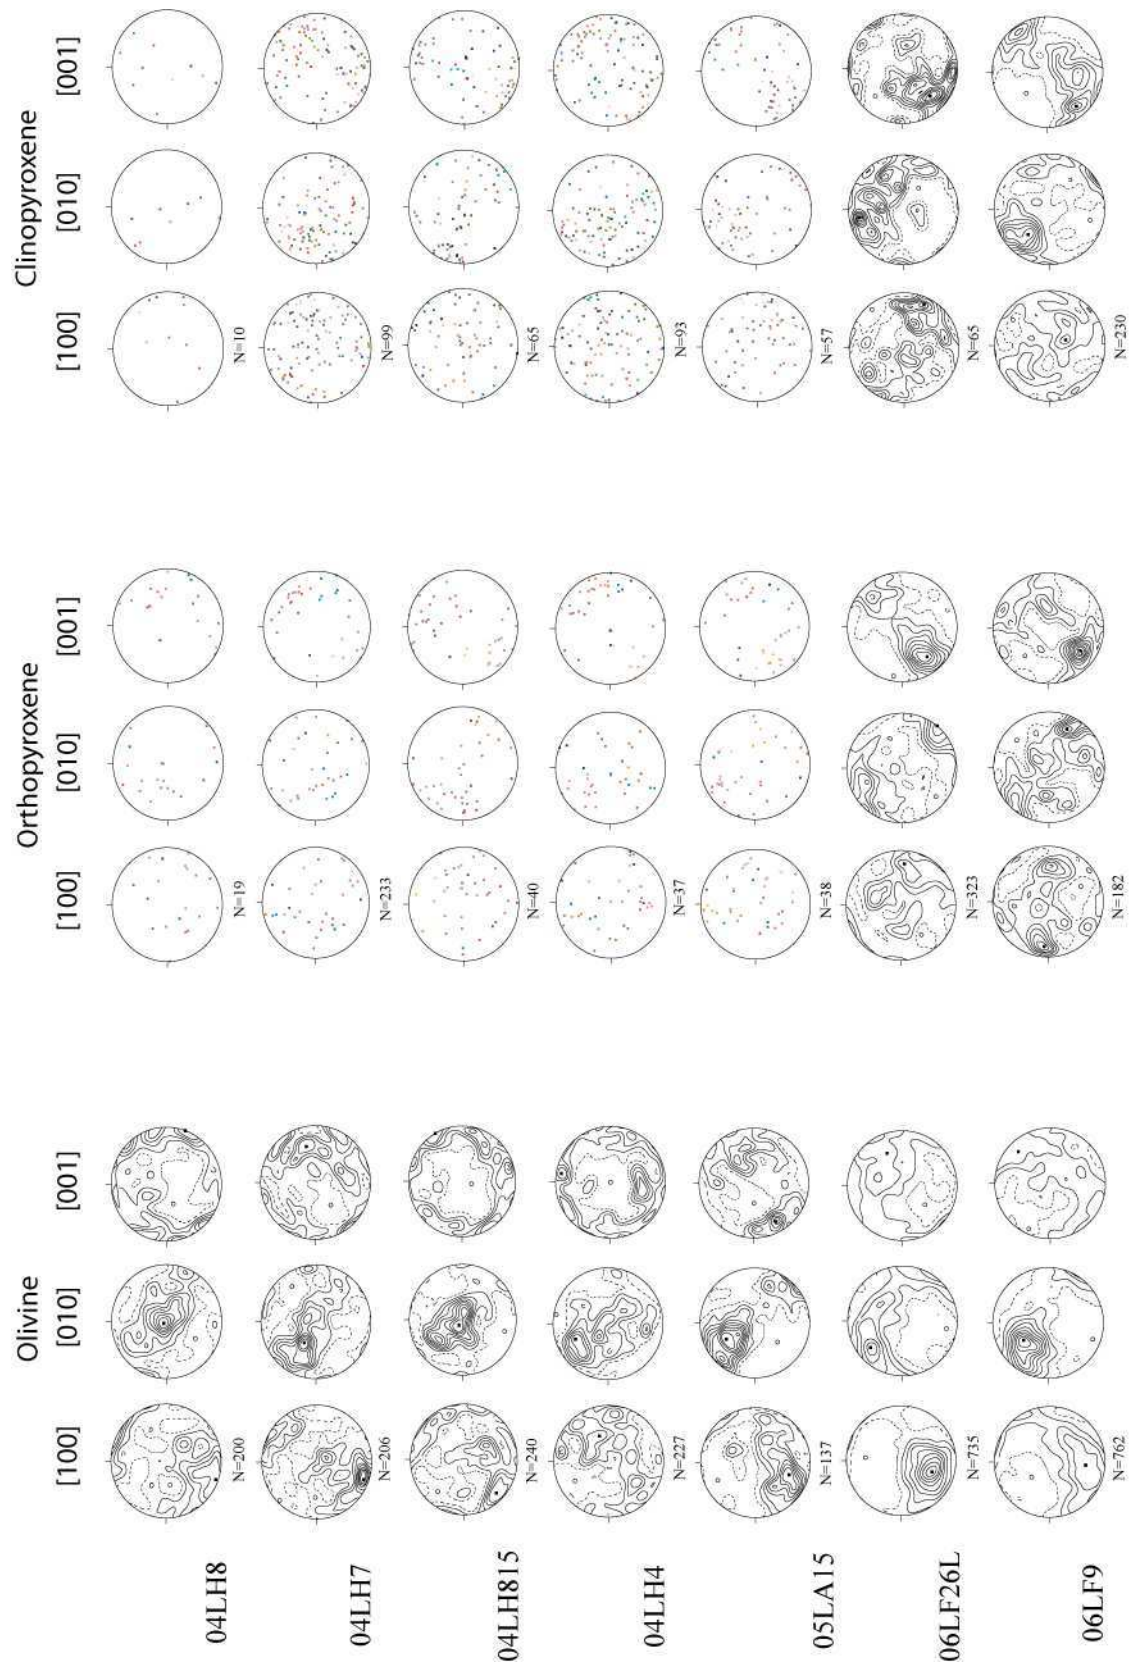 Olivine
Orthopyroxene
Clinopyroxene
[100] [010] [001] [100] [010] [001] [100] [010] [001]
04LH8 N=200 N=19 N=10
04LH7 N=206 N=233 N=99
04LH815 N=240 N=40 N=65
04LH4 N=227 N=37 N=93
05LA15 N=137 N=38 N=57
06LF26L N=735 N=323 N=65
06LF9 N=762 N=182 N=230